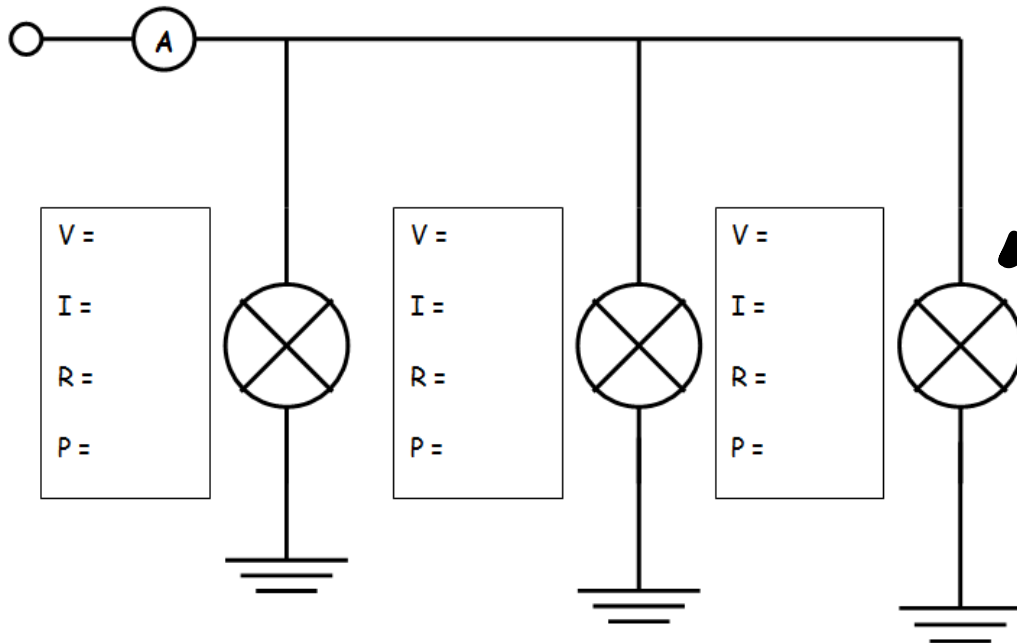 A
V =
I =
R =
P =
V =
I =
R =
P =
V =
I =
R =
P =